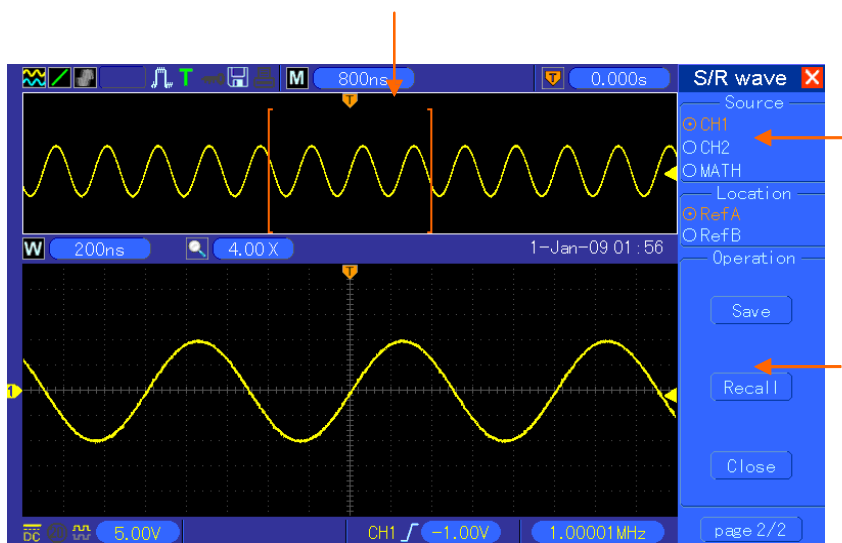 T M 800ns T 0.000s S/R wave X
T
Source
CH1
CH2
MATH
Location
RefA
RefB
W 200ns 4.00X 1-Jan-09 01:56
Operation
T
Save
1
Recall
Close
DC 5.00V CH1 -1.00V 1.00001MHz page 2/2